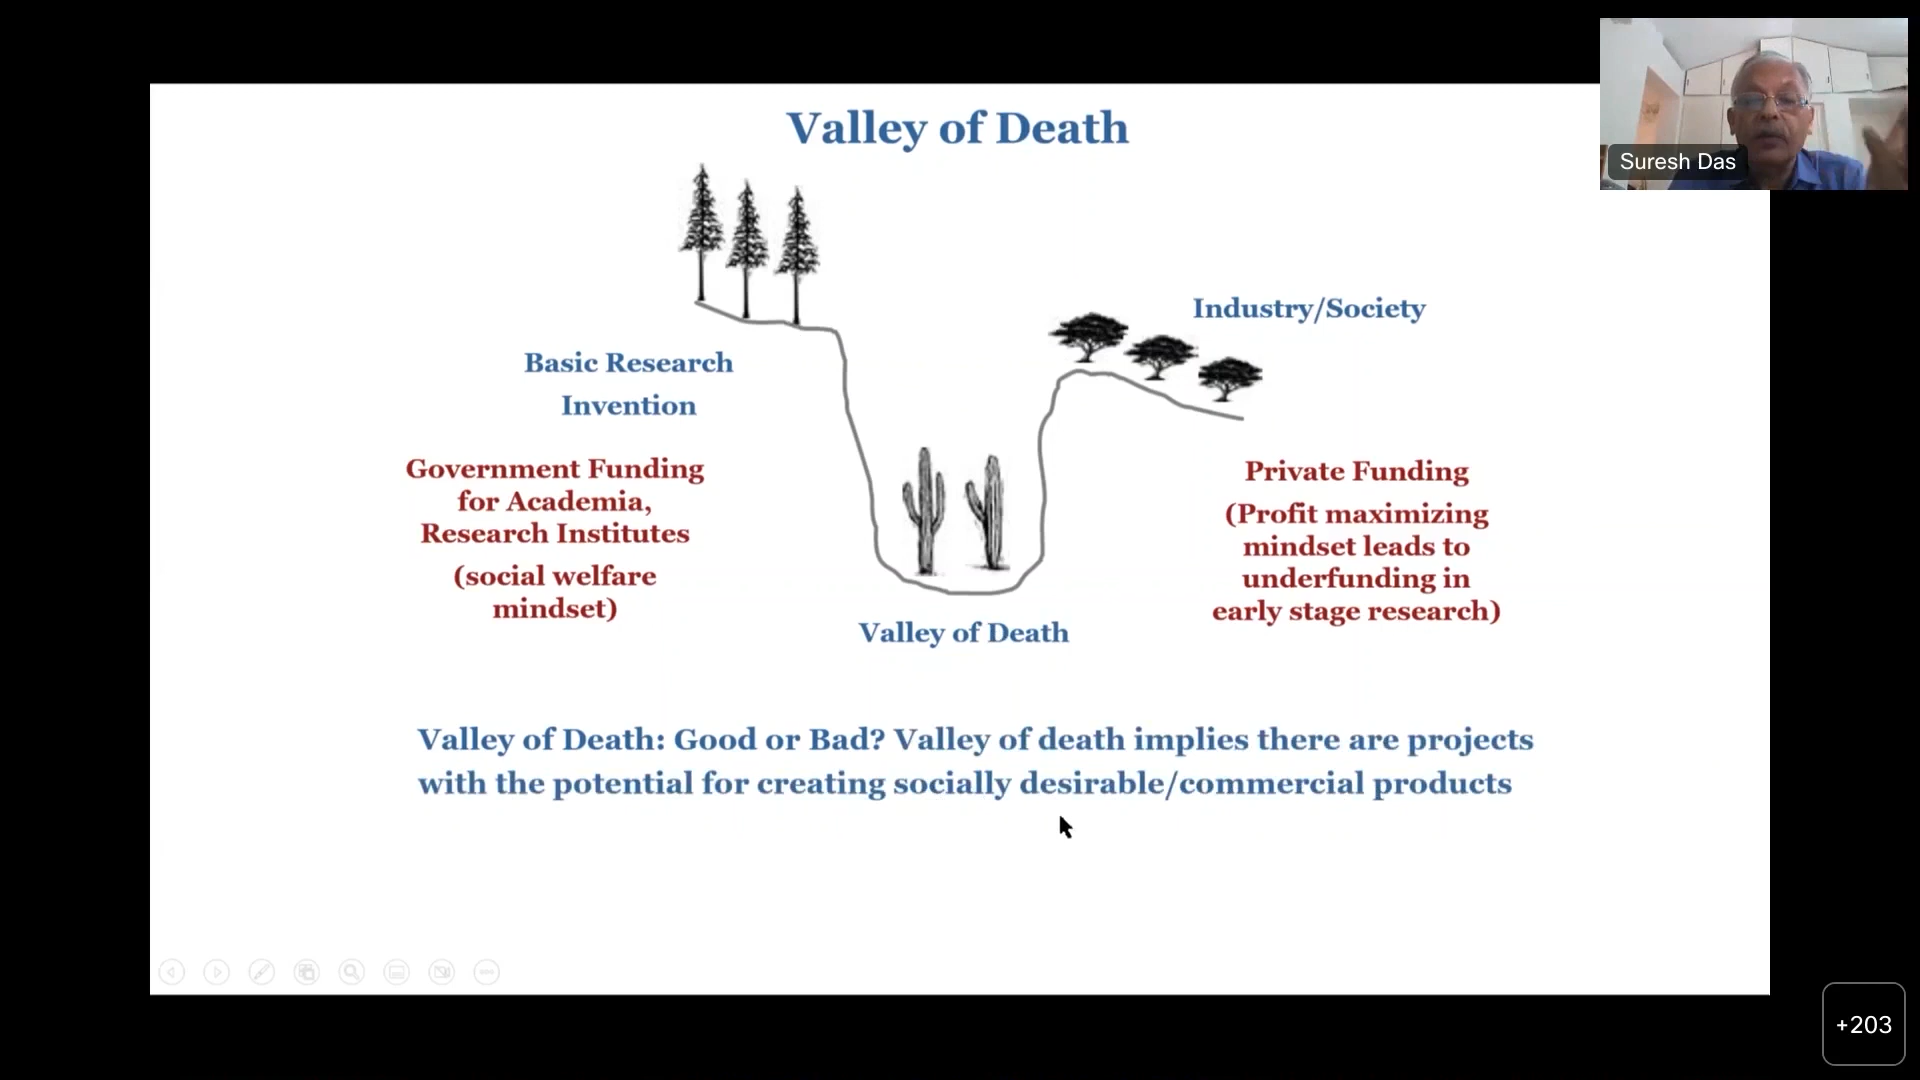 Valley of Death
Suresh Das
Industry/Society
Basic Research
Invention
Government Funding
for Academia,
Research Institutes
(social welfare
mindset)
Private Funding
(Profit maximizing
mindset leads to
underfunding in
early stage research)
Valley of Death
Valley of Death: Good or Bad? Valley of death implies there are projects
with the potential for creating socially desirable/commercial products
+203